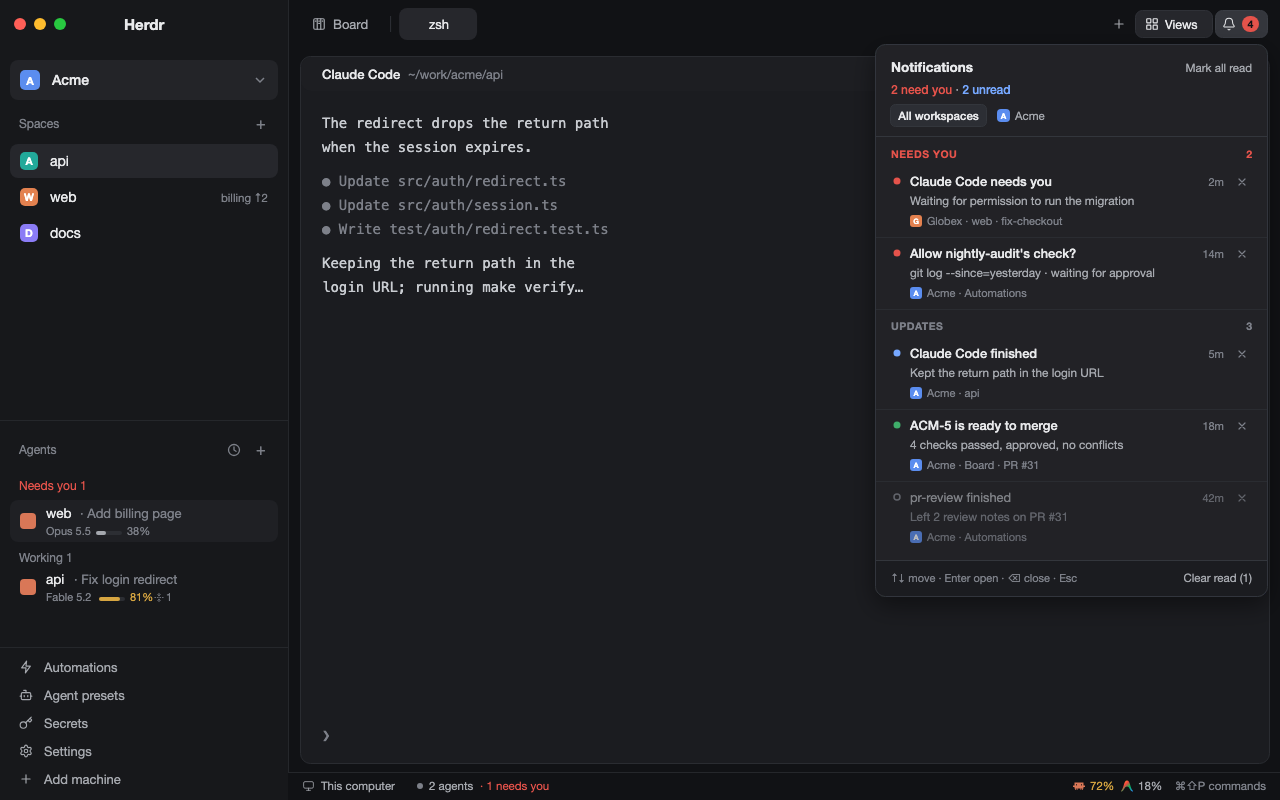 Herdr
A Acme
Spaces +
A api
W web billing ↑2
D docs
Agents +
Needs you 1
web · Add billing page
Opus 5.5 38%
Working 1
api · Fix login redirect
Fable 5.2 81% 1
Automations
Agent presets
Secrets
Settings
+ Add machine
Board
zsh
+
Views
4
Claude Code ~/work/acme/api
The redirect drops the return path
when the session expires.
● Update src/auth/redirect.ts
● Update src/auth/session.ts
● Write test/auth/redirect.test.ts
Keeping the return path in the
login URL; running make verify…
❯
Notifications Mark all read
2 need you · 2 unread
All workspaces A Acme
NEEDS YOU 2
Claude Code needs you 2m
Waiting for permission to run the migration
G Globex · web · fix-checkout
Allow nightly-audit's check? 14m
git log --since=yesterday · waiting for approval
A Acme · Automations
UPDATES 3
Claude Code finished 5m
Kept the return path in the login URL
A Acme · api
ACM-5 is ready to merge 18m
4 checks passed, approved, no conflicts
A Acme · Board · PR #31
pr-review finished 42m
Left 2 review notes on PR #31
A Acme · Automations
↑↓ move · Enter open · ⌫ close · Esc Clear read (1)
This computer ● 2 agents · 1 needs you
72% 18% ⌘⇧P commands